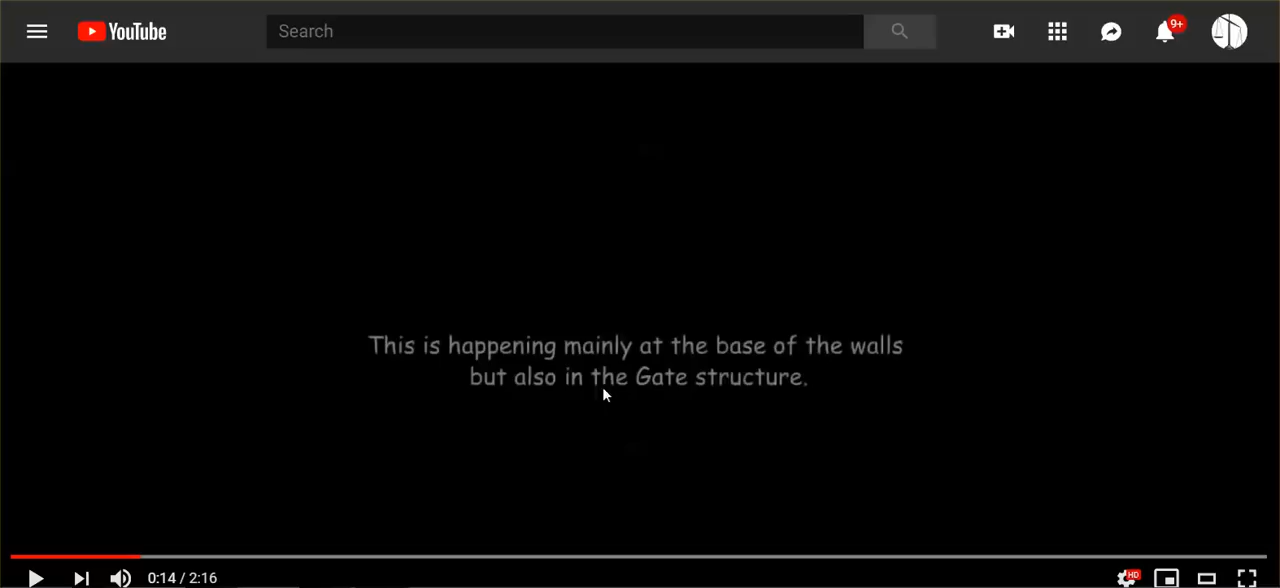 YouTube
Search
9+
This is happening mainly at the base of the walls
but also in the Gate structure.
0:14 / 2:16
HD